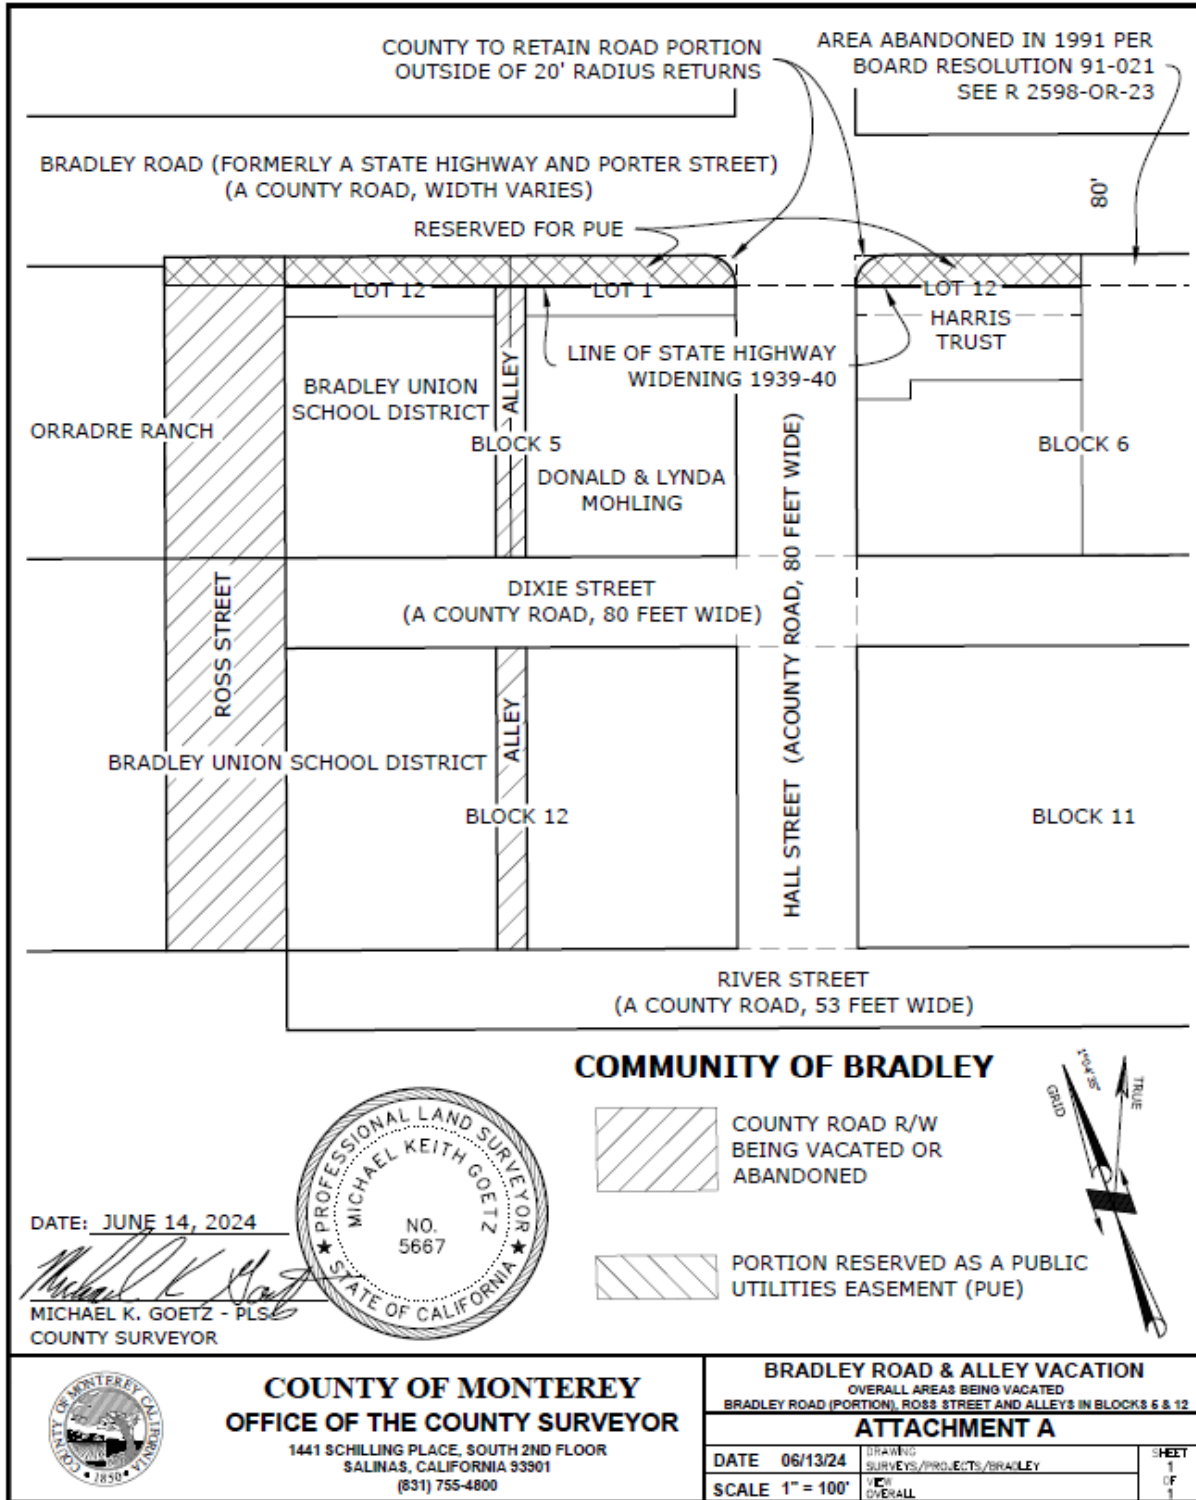 COUNTY TO RETAIN ROAD PORTION
OUTSIDE OF 20' RADIUS RETURNS
AREA ABANDONED IN 1991 PER
BOARD RESOLUTION 91-021
SEE R 2598-OR-23
BRADLEY ROAD (FORMERLY A STATE HIGHWAY AND PORTER STREET)
(A COUNTY ROAD, WIDTH VARIES)
80'
RESERVED FOR PUE
LOT 12
LOT 1
LOT 12
HARRIS
TRUST
LINE OF STATE HIGHWAY
WIDENING 1939-40
ALLEY
BRADLEY UNION
SCHOOL DISTRICT
ORRADRE RANCH
BLOCK 5
BLOCK 6
DONALD & LYNDA
MOHLING
HALL STREET (ACOUNTY ROAD, 80 FEET WIDE)
DIXIE STREET
(A COUNTY ROAD, 80 FEET WIDE)
ROSS STREET
ALLEY
BRADLEY UNION SCHOOL DISTRICT
BLOCK 12
BLOCK 11
RIVER STREET
(A COUNTY ROAD, 53 FEET WIDE)
COMMUNITY OF BRADLEY
COUNTY ROAD R/W
BEING VACATED OR
ABANDONED
PORTION RESERVED AS A PUBLIC
UTILITIES EASEMENT (PUE)
1°04'35"
GRID
TRUE
PROFESSIONAL LAND SURVEYOR
MICHAEL KEITH GOETZ
NO.
5667
STATE OF CALIFORNIA
DATE: JUNE 14, 2024
Michael K Goetz
MICHAEL K. GOETZ - PLS
COUNTY SURVEYOR
COUNTY OF MONTEREY CALIFORNIA
1850
COUNTY OF MONTEREY
OFFICE OF THE COUNTY SURVEYOR
1441 SCHILLING PLACE, SOUTH 2ND FLOOR
SALINAS, CALIFORNIA 93901
(831) 755-4800
BRADLEY ROAD & ALLEY VACATION
OVERALL AREAS BEING VACATED
BRADLEY ROAD (PORTION), ROSS STREET AND ALLEYS IN BLOCKS 5 & 12
ATTACHMENT A
DATE 06/13/24
DRAWING
SURVEYS/PROJECTS/BRADLEY
SHEET
1
OF
1
SCALE 1" = 100'
VIEW
OVERALL